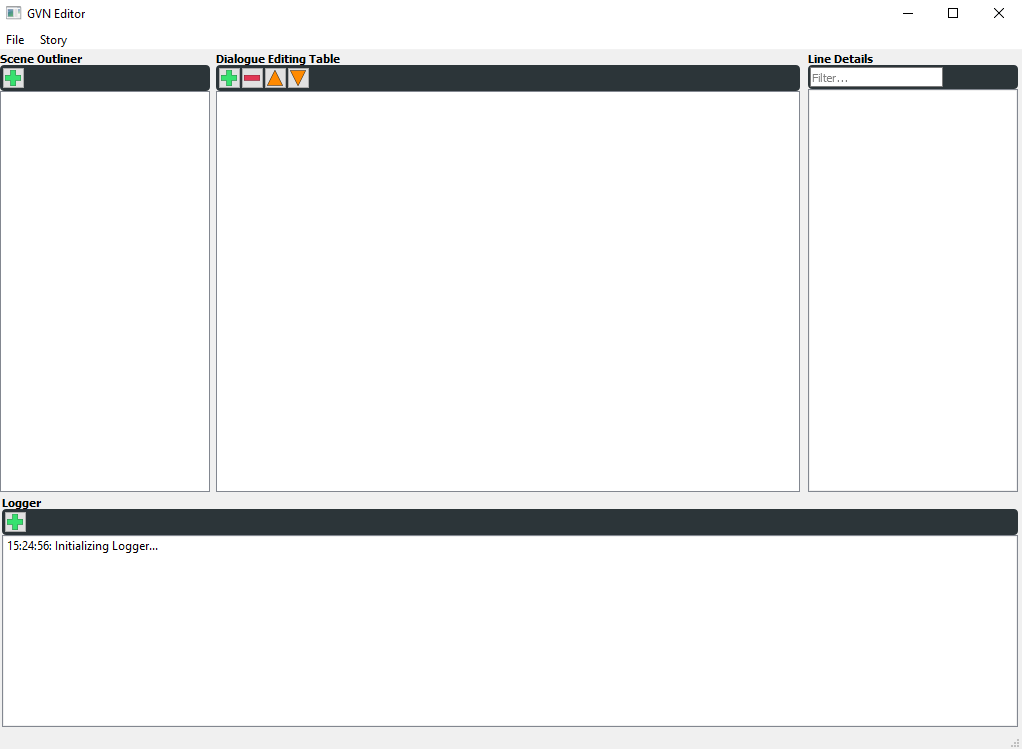 GVN Editor
File Story
Scene Outliner
Dialogue Editing Table
Line Details
Filter...
Logger
15:24:56: Initializing Logger...